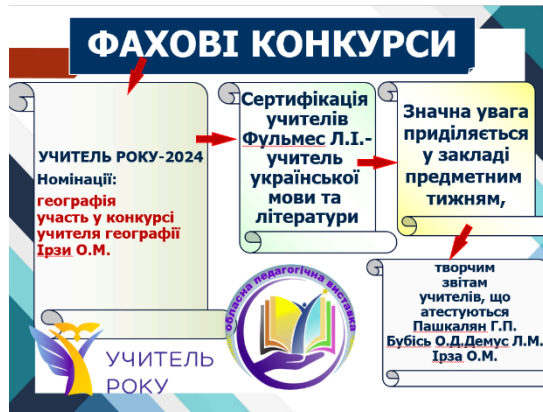 ФАХОВІ КОНКУРСИ
УЧИТЕЛЬ РОКУ-2024
Номінації:
географія
участь у конкурсі
учителя географії
Ірзи О.М.
Сертифікація
учителів
Фульмес Л.І.-
учитель
української
мови та
літератури
Значна увага
приділяється
у закладі
предметним
тижням,
творчим
звітам
учителів, що
атестуються
Пашкалян Г.П.
Бубісь О.Д.Демус Л.М.
Ірза О.М.
обласна педагогічна виставка
УЧИТЕЛЬ
РОКУ